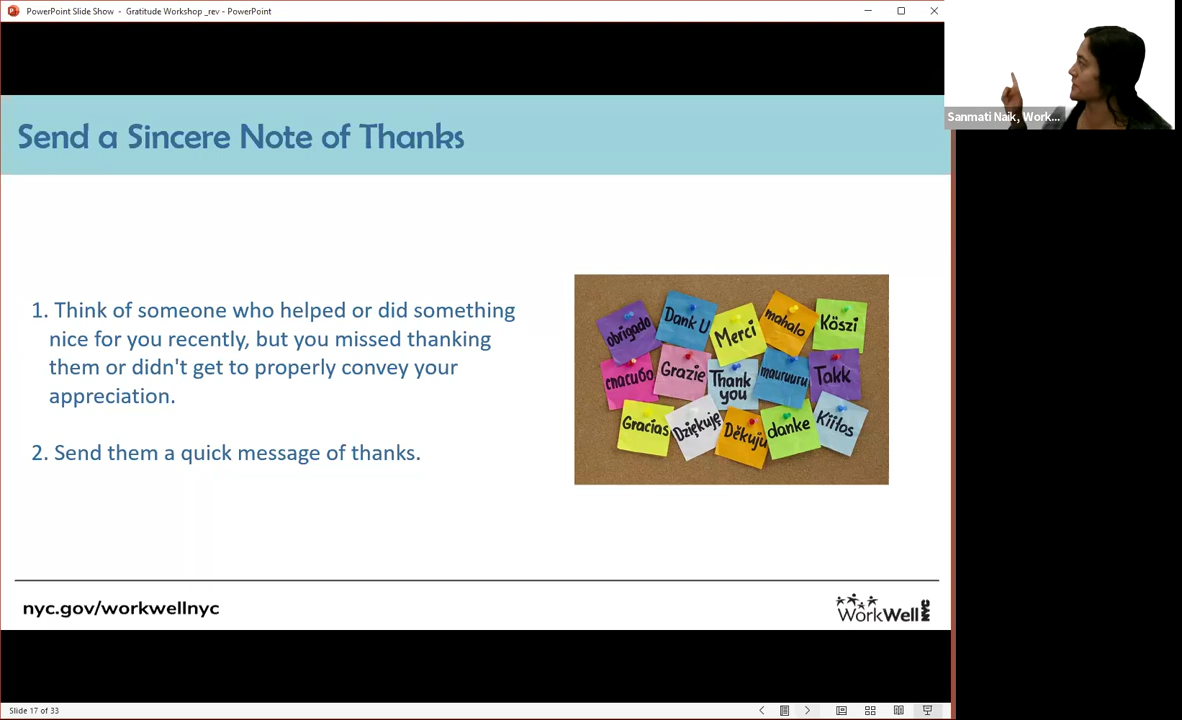 PowerPoint Slide Show - Gratitude Workshop _rev - PowerPoint
Sanmati Naik, Work...
Send a Sincere Note of Thanks
1. Think of someone who helped or did something
nice for you recently, but you missed thanking
them or didn't get to properly convey your
appreciation.
2. Send them a quick message of thanks.
obrigado
Dank U
Merci
mahalo
Köszi
спасибо
Grazie
Thank
you
mauruuru
Takk
Gracias
Dziękuję
Děkuju
danke
Kiitos
nyc.gov/workwellnyc
WorkWell NYC
Slide 17 of 33